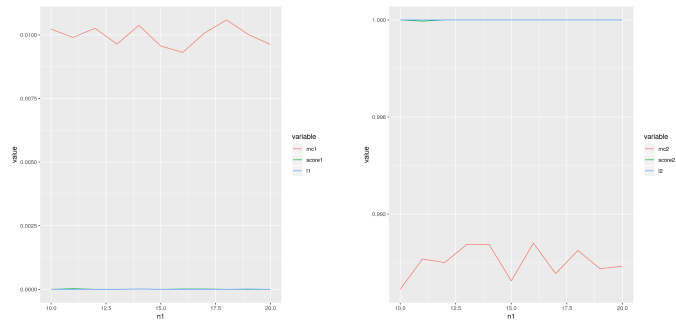 0.0100
0.0075
0.0050
0.0025
0.0000
value
10.0 12.5 15.0 17.5 20.0
n1
variable
mc1
score1
l1
1.000
0.996
0.992
value
10.0 12.5 15.0 17.5 20.0
n1
variable
mc2
score2
l2